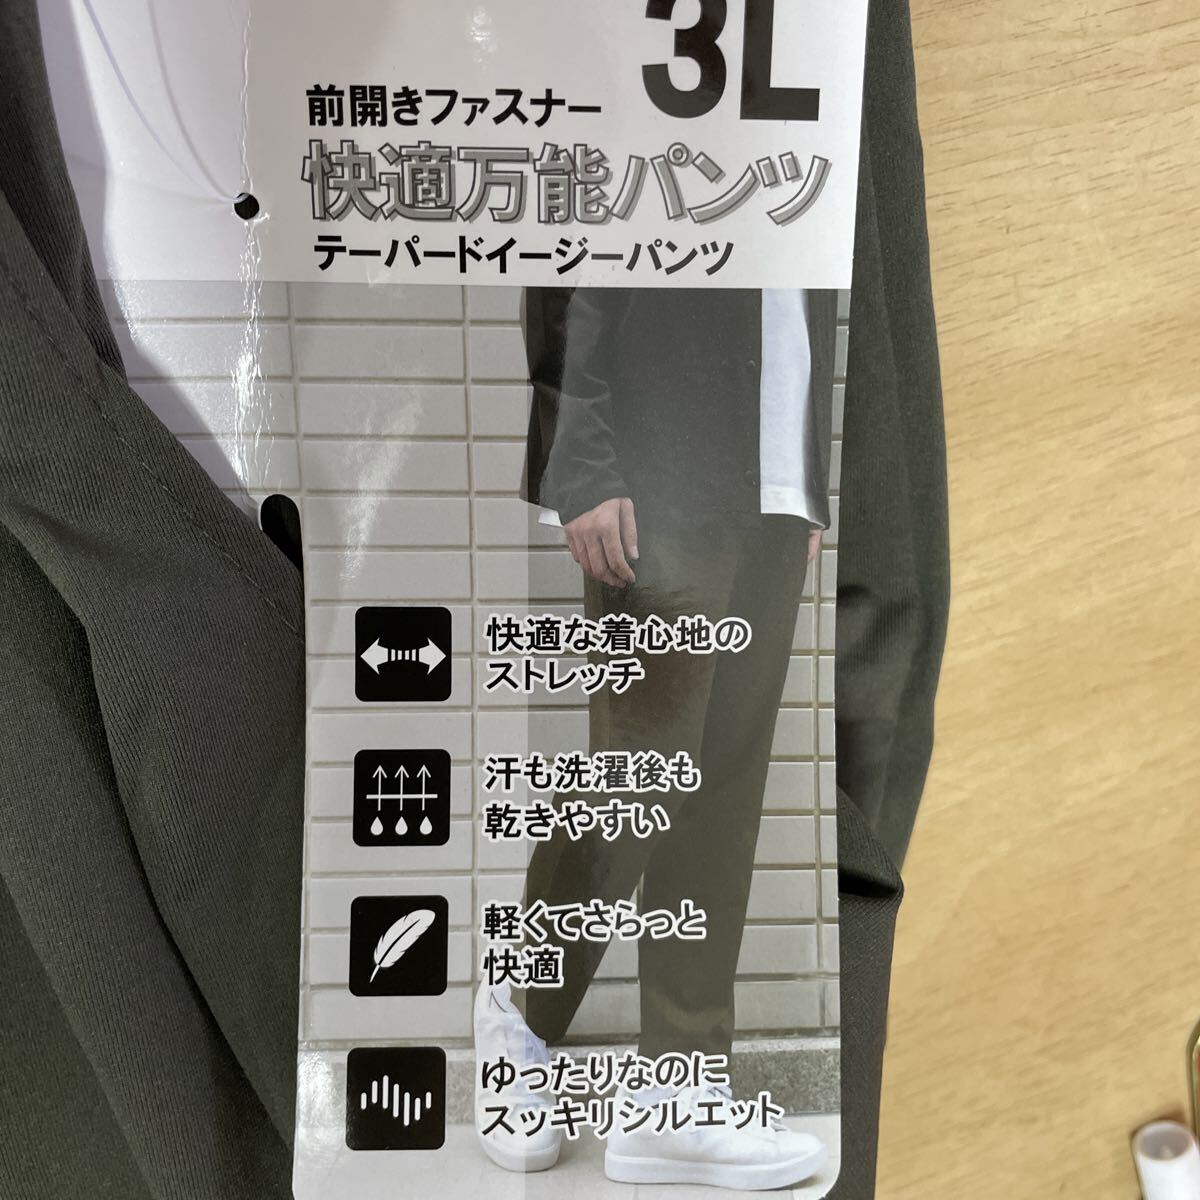 3L
前開きファスナー
快適万能パンツ
テーパードイージーパンツ
快適な着心地の
ストレッチ
汗も洗濯後も
乾きやすい
軽くてさらっと
快適
ゆったりなのに
スッキリシルエット